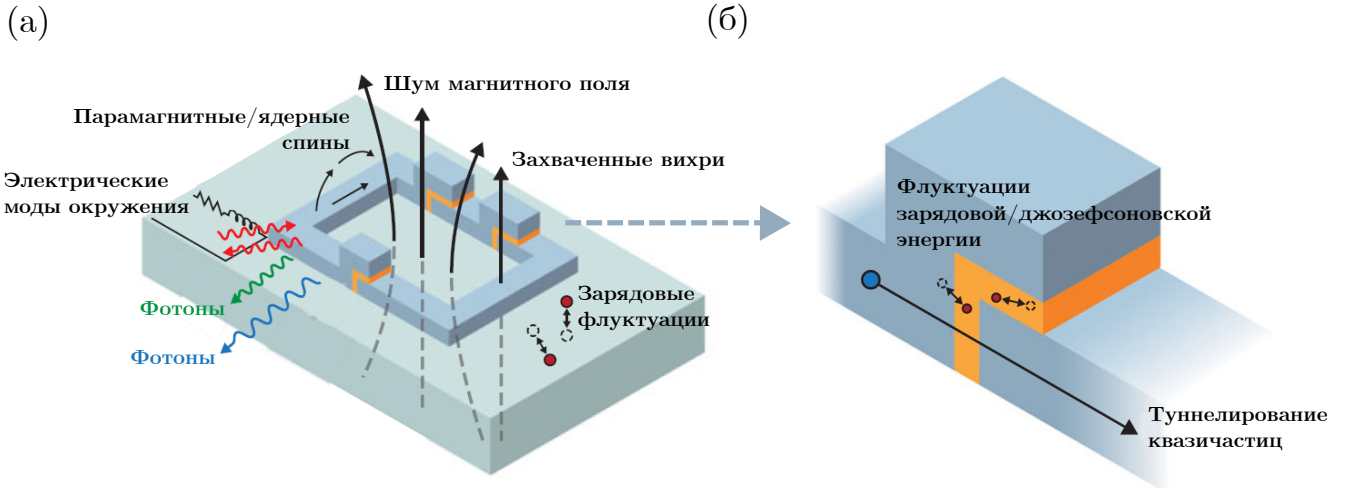 (а)
(б)
Шум магнитного поля
Парамагнитные/ядерные
спины
Захваченные вихри
Электрические
моды окружения
Фотоны
Фотоны
Зарядовые
флуктуации
Флуктуации
зарядовой/джозефсоновской
энергии
Туннелирование
квазичастиц